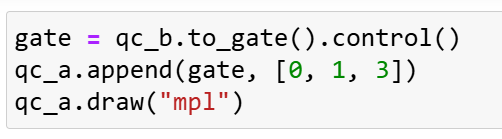 gate = qc_b.to_gate().control()
qc_a.append(gate, [0, 1, 3])
qc_a.draw("mpl")